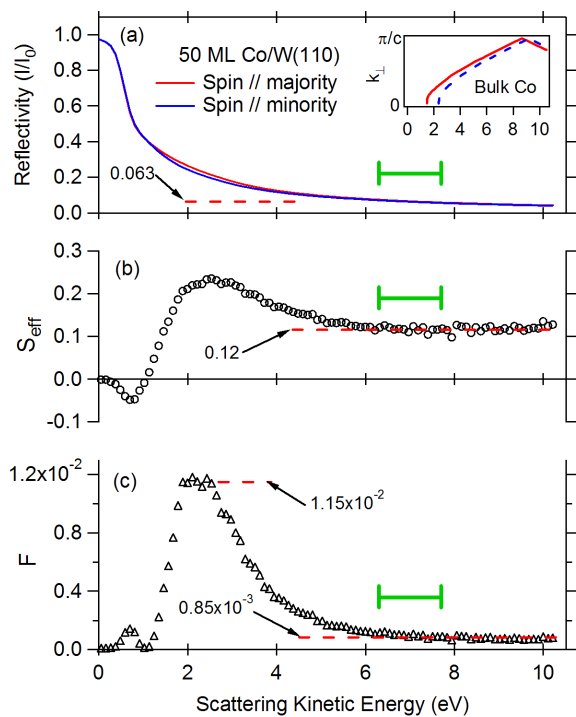 (a)
50 ML Co/W(110)
Spin // majority
Spin // minority
0.063
Reflectivity (I/I₀)
1.0
0.8
0.6
0.4
0.2
0.0
π/c
k⊥
0
Bulk Co
0 2 4 6 8 10
(b)
Seff
0.3
0.2
0.1
0.0
-0.1
0.12
(c)
F
1.2x10⁻²
0.8
0.4
0.0
1.15x10⁻²
0.85x10⁻³
0 2 4 6 8 10
Scattering Kinetic Energy (eV)